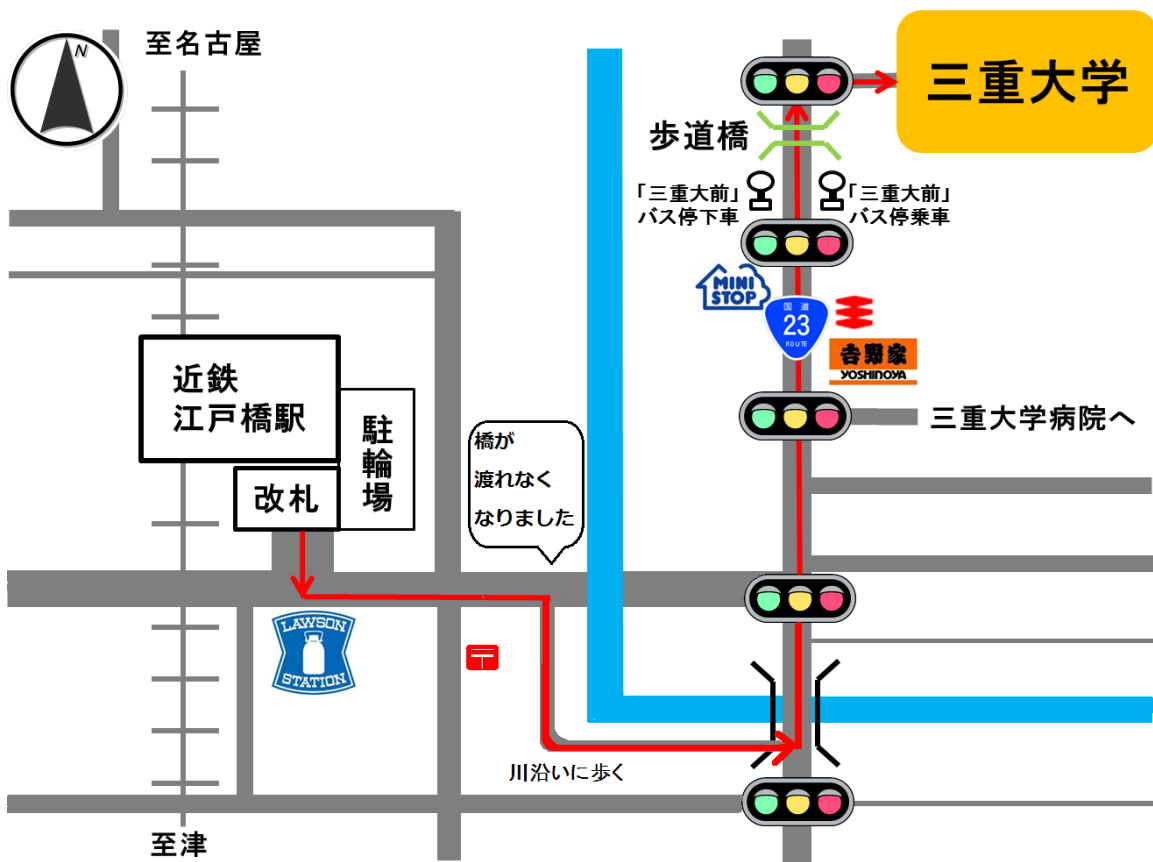 N
至名古屋
三重大学
歩道橋
「三重大前」
バス停下車
「三重大前」
バス停乗車
MINI
STOP
国道
23
ROUTE
吉野家
YOSHINOYA
近鉄
江戸橋駅
駐輪場
改札
橋が
渡れなく
なりました
三重大学病院へ
LAWSON
STATION
川沿いに歩く
至津